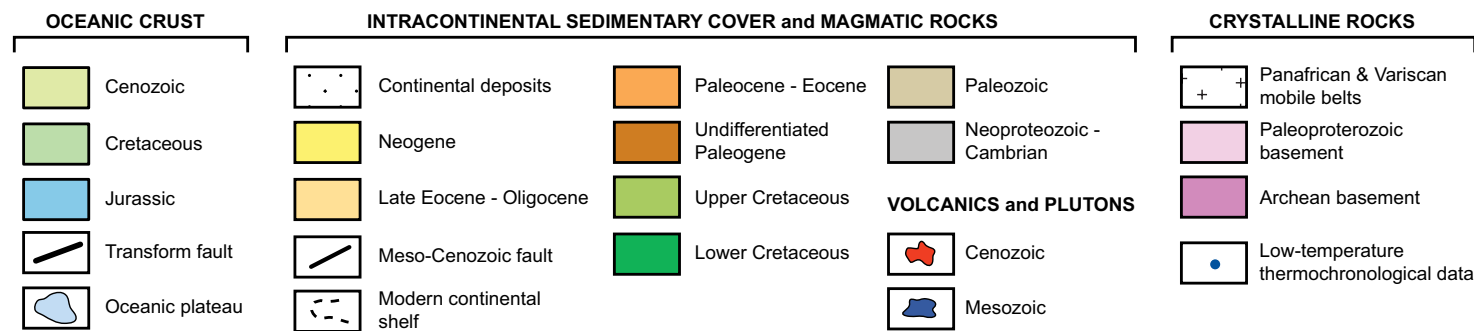 OCEANIC CRUST
Cenozoic
Cretaceous
Jurassic
Transform fault
Oceanic plateau
INTRACONTINENTAL SEDIMENTARY COVER and MAGMATIC ROCKS
Continental deposits
Neogene
Late Eocene - Oligocene
Meso-Cenozoic fault
Modern continental
shelf
Paleocene - Eocene
Undifferentiated
Paleogene
Upper Cretaceous
Lower Cretaceous
Paleozoic
Neoproteozoic -
Cambrian
VOLCANICS and PLUTONS
Cenozoic
Mesozoic
CRYSTALLINE ROCKS
Panafrican & Variscan
mobile belts
Paleoproterozoic
basement
Archean basement
Low-temperature
thermochronological data